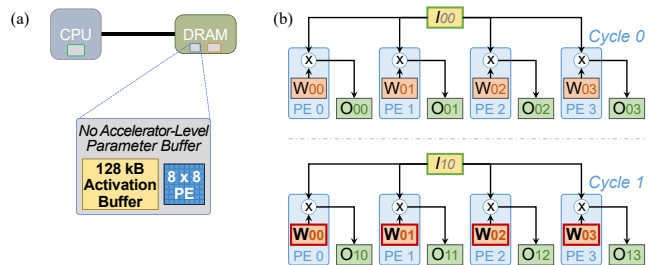 (a)
CPU
DRAM
No Accelerator-Level
Parameter Buffer
128 kB
Activation
Buffer
8 x 8
PE
(b)
I00
Cycle 0
X X X X
W00 W01 W02 W03
PE 0 O00 PE 1 O01 PE 2 O02 PE 3 O03
I10
Cycle 1
X X X X
W00 W01 W02 W03
PE 0 O10 PE 1 O11 PE 2 O12 PE 3 O13